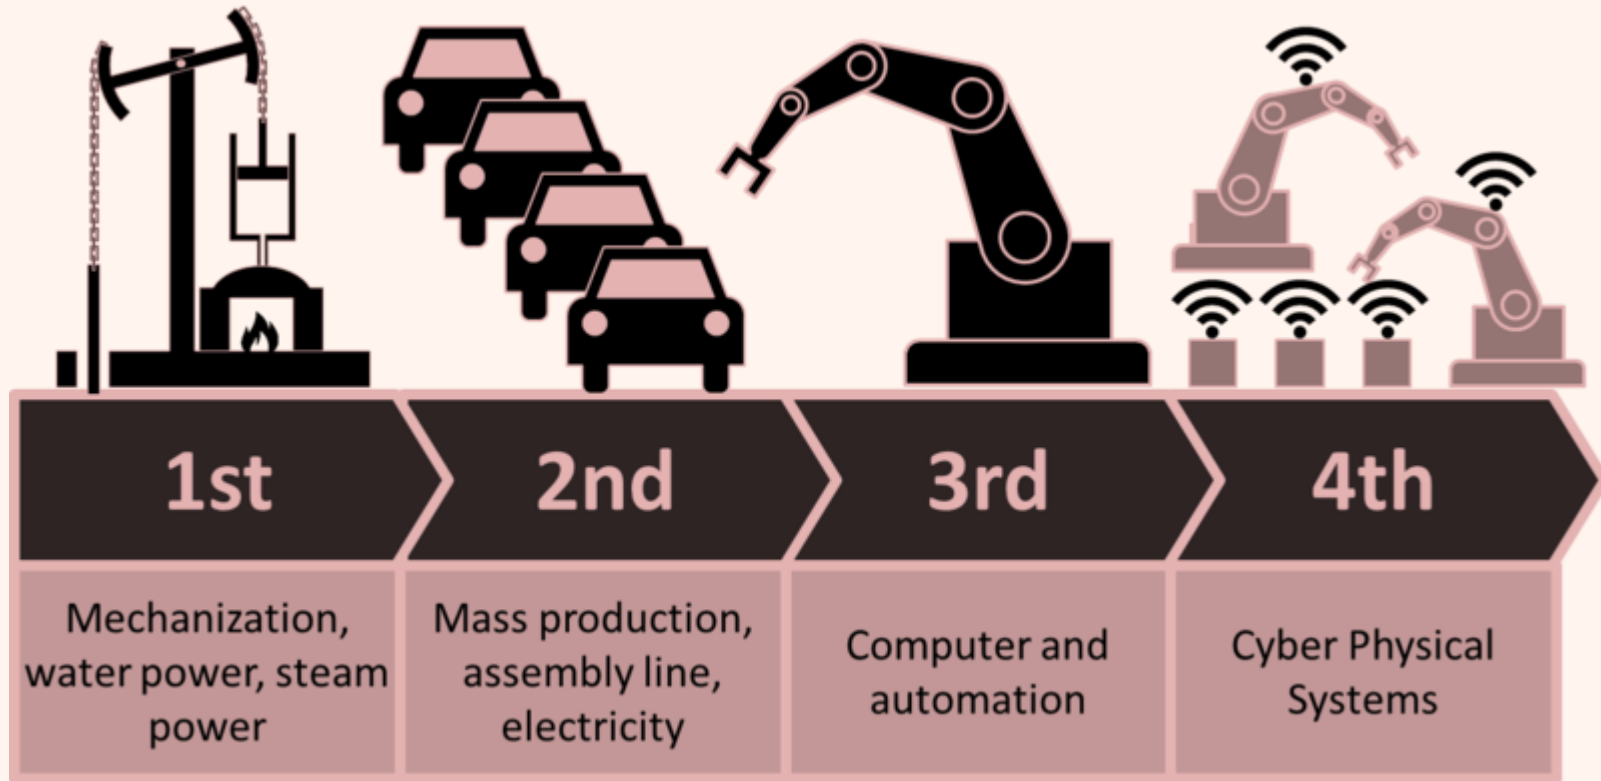 1st
2nd
3rd
4th
Mechanization,
water power, steam
power
Mass production,
assembly line,
electricity
Computer and
automation
Cyber Physical
Systems